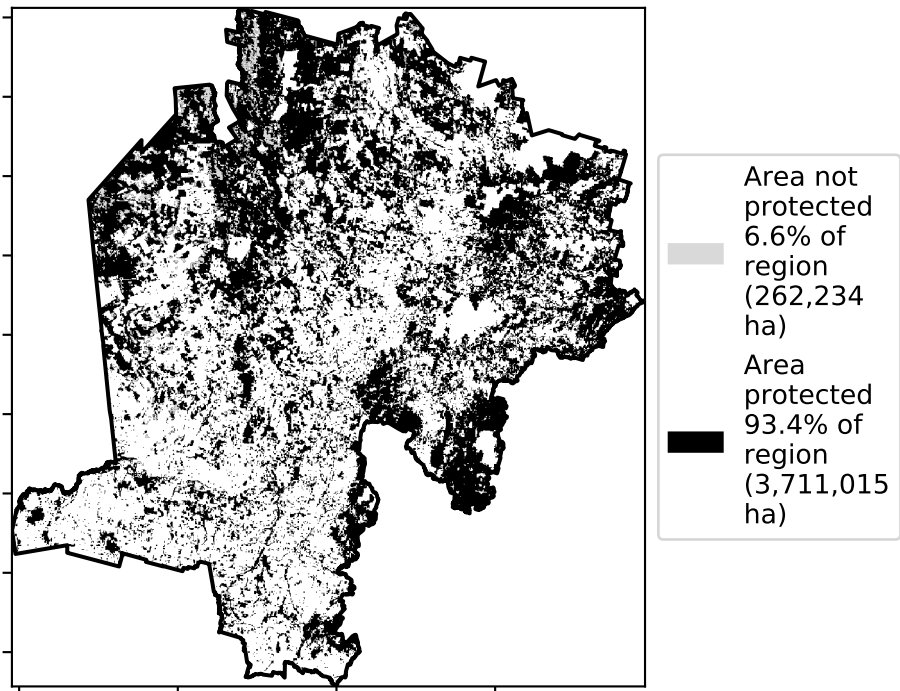 Area not
protected
6.6% of
region
(262,234
ha)
Area
protected
93.4% of
region
(3,711,015
ha)